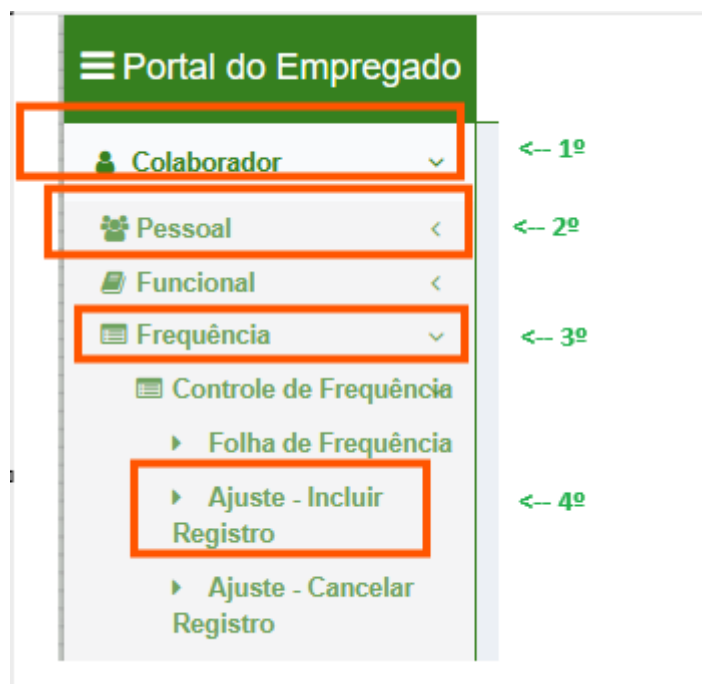 Portal do Empregado
Colaborador
<-- 1º
Pessoal
<-- 2º
Funcional
Frequência
<-- 3º
Controle de Frequência
Folha de Frequência
Ajuste - Incluir
Registro
<-- 4º
Ajuste - Cancelar
Registro